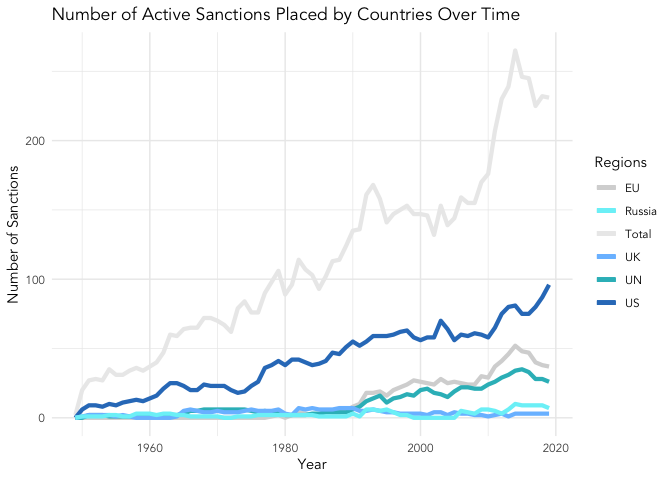 Number of Active Sanctions Placed by Countries Over Time
Number of Sanctions
200
100
0
1960
1980
2000
2020
Year
Regions
EU
Russia
Total
UK
UN
US